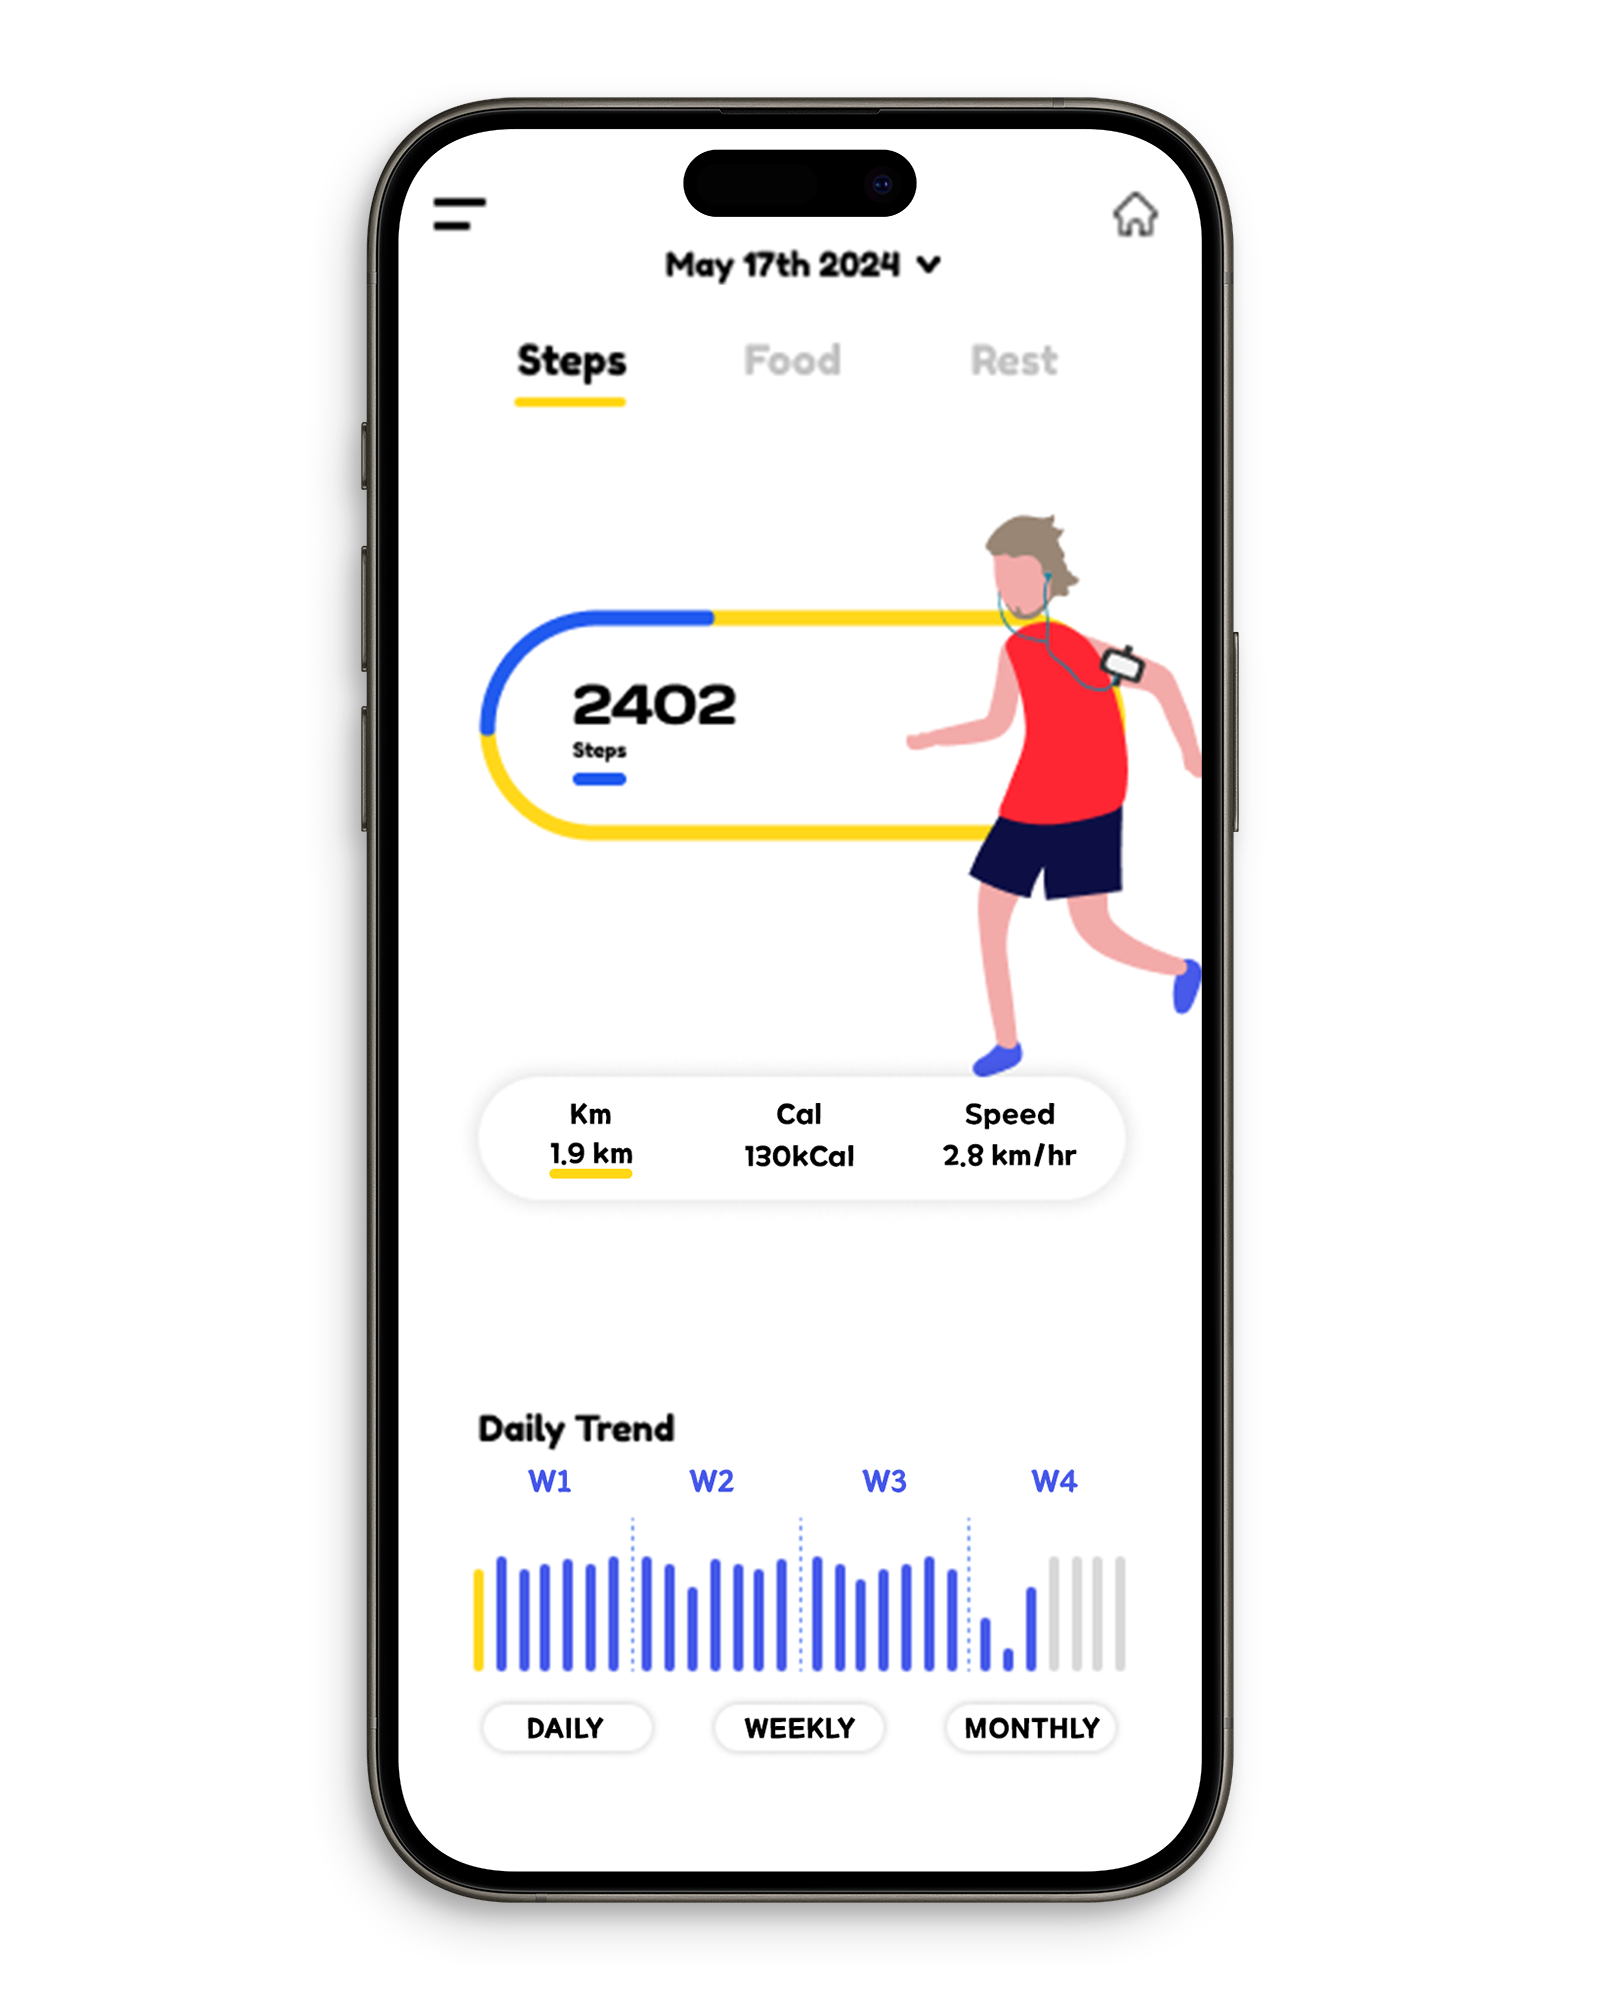 May 17th 2024
Steps Food Rest
2402
Steps
Km Cal Speed
1.9 km 130kCal 2.8 km/hr
Daily Trend
W1 W2 W3 W4
DAILY WEEKLY MONTHLY